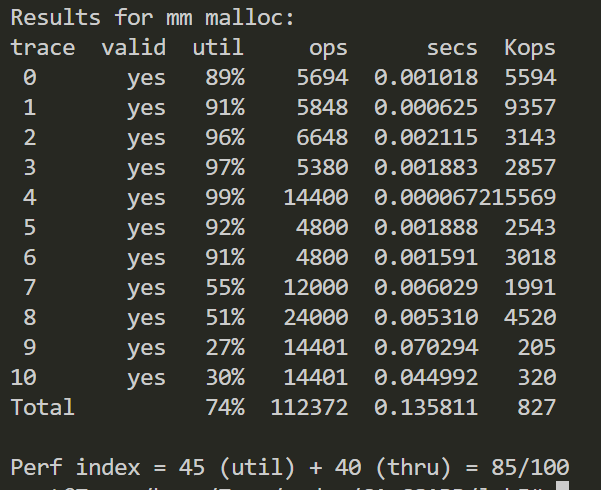 Results for mm malloc:
trace  valid  util     ops      secs  Kops
 0       yes   89%    5694  0.001018  5594
 1       yes   91%    5848  0.000625  9357
 2       yes   96%    6648  0.002115  3143
 3       yes   97%    5380  0.001883  2857
 4       yes   99%   14400  0.000067215569
 5       yes   92%    4800  0.001888  2543
 6       yes   91%    4800  0.001591  3018
 7       yes   55%   12000  0.006029  1991
 8       yes   51%   24000  0.005310  4520
 9       yes   27%   14401  0.070294   205
10       yes   30%   14401  0.044992   320
Total          74%  112372  0.135811   827
Perf index = 45 (util) + 40 (thru) = 85/100